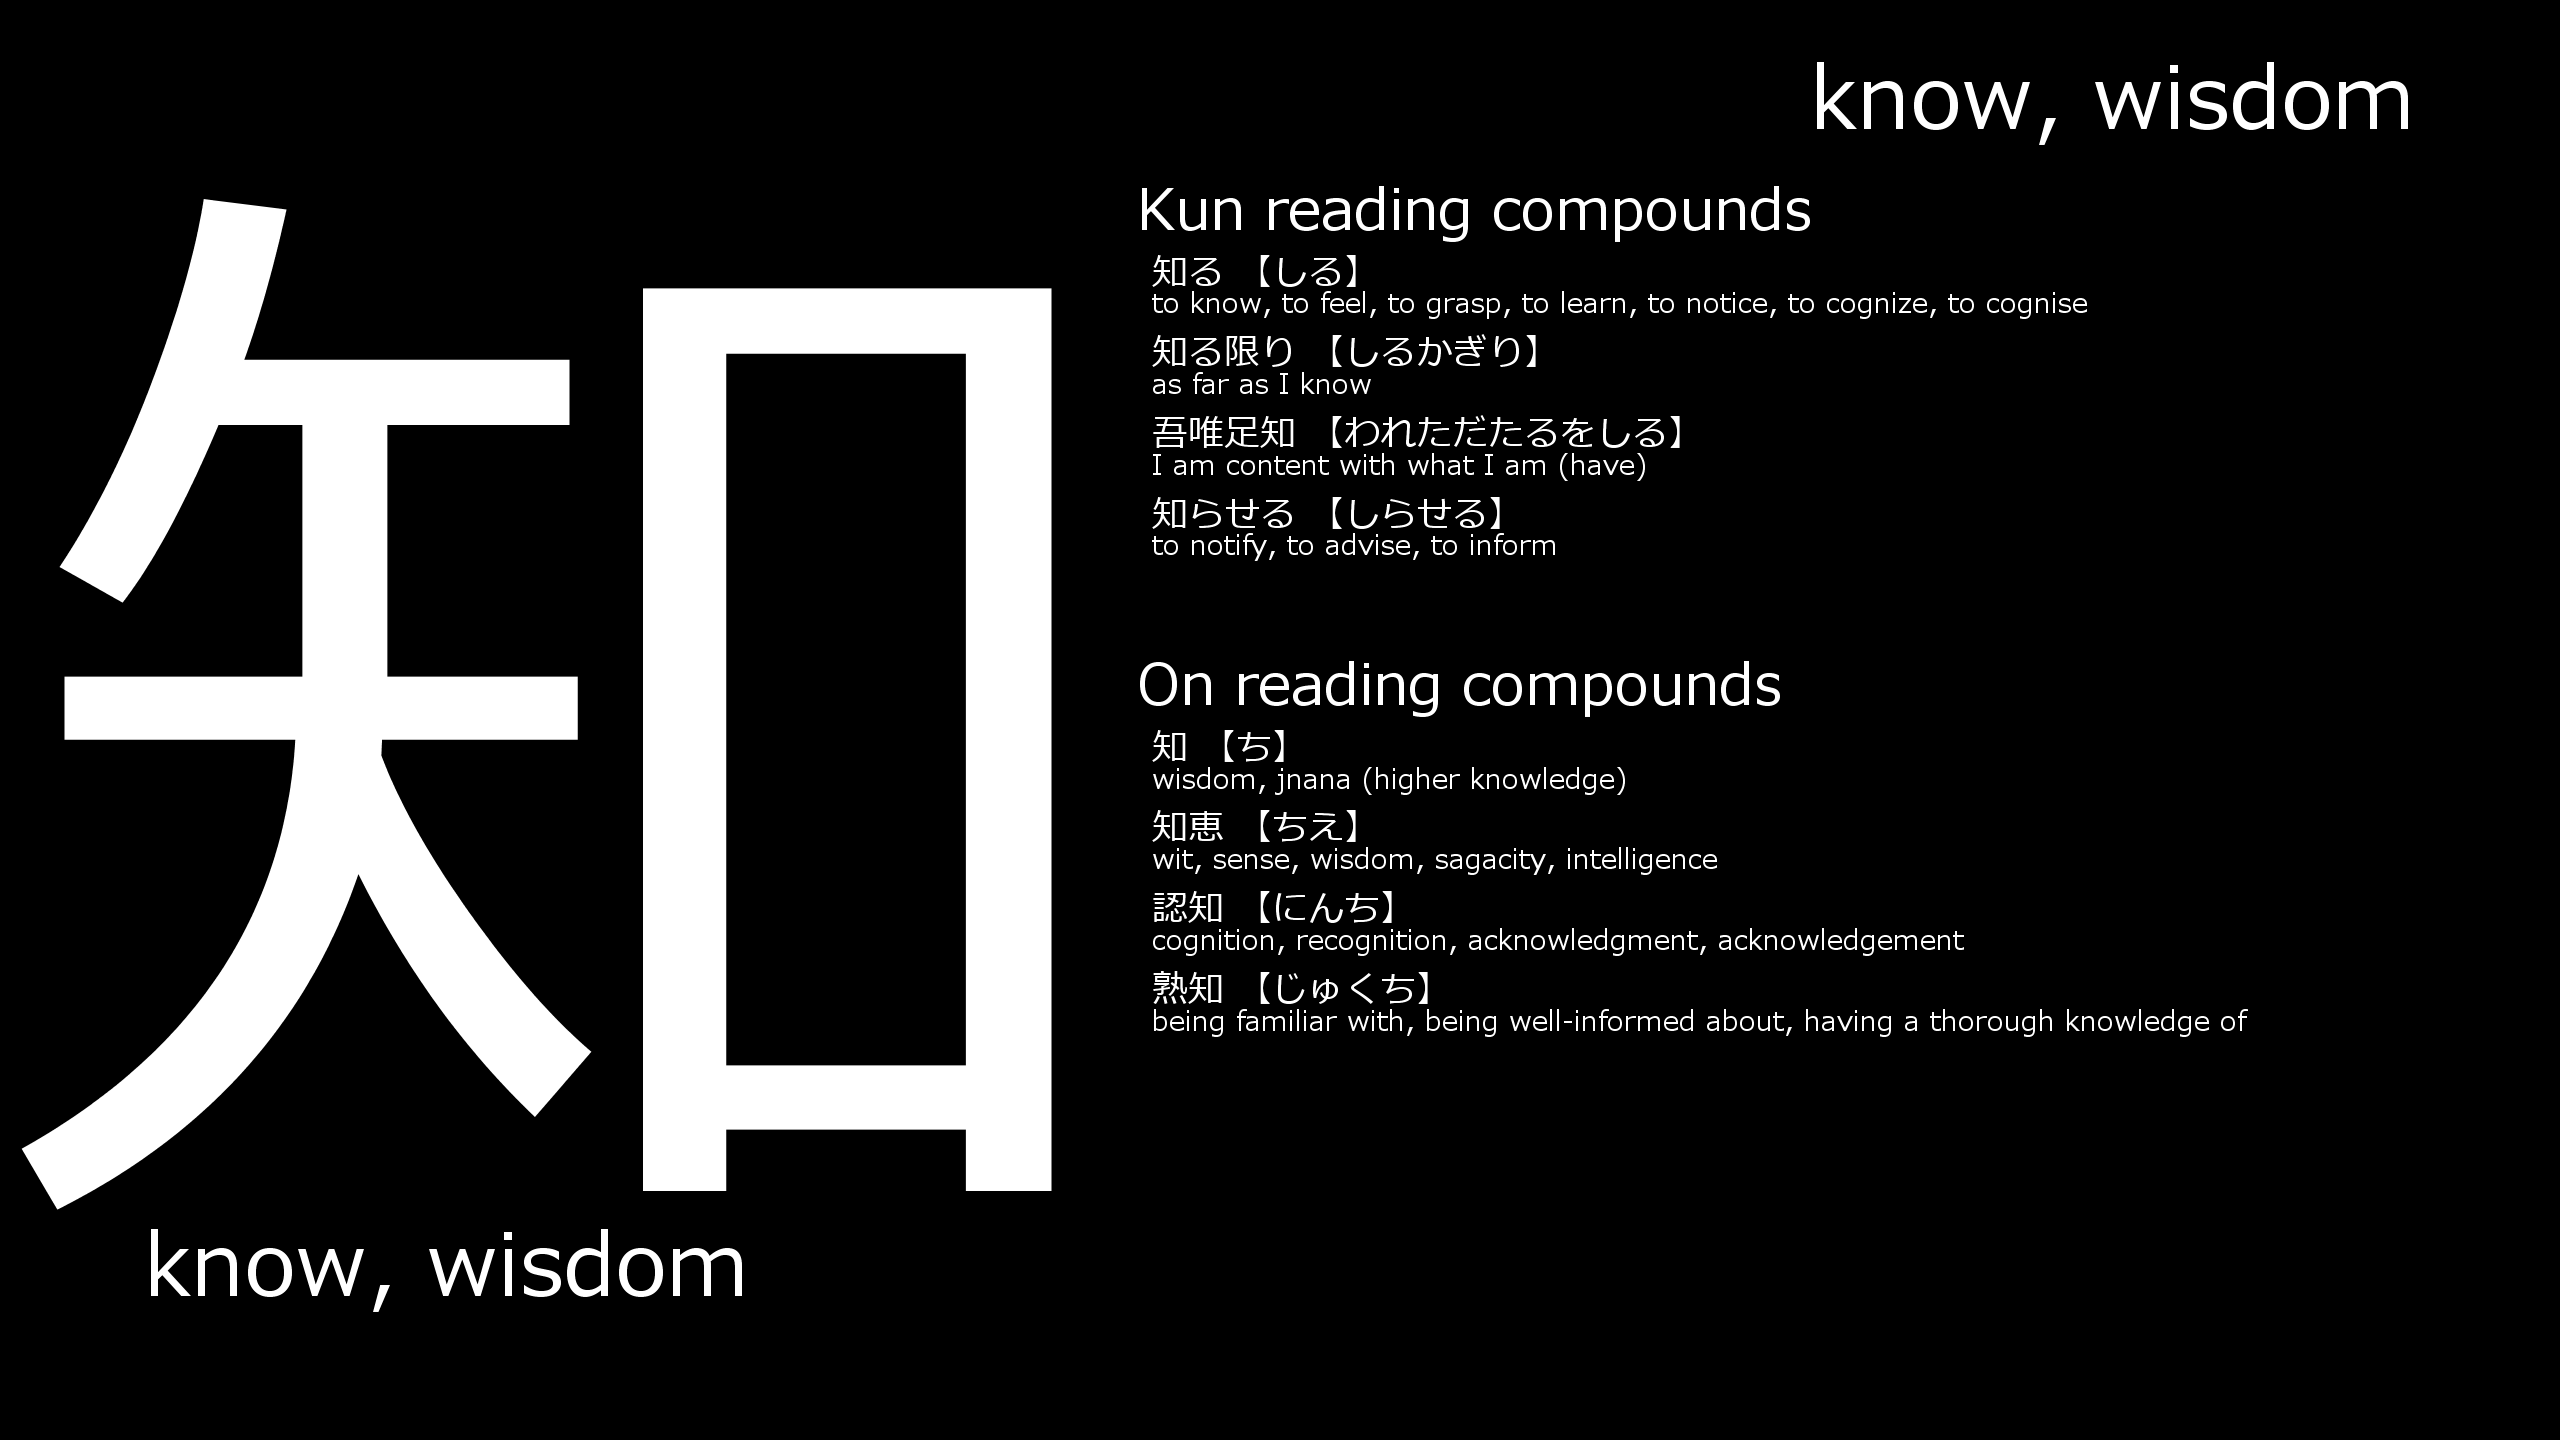 know, wisdom
知
know, wisdom
Kun reading compounds
知る 【しる】
to know, to feel, to grasp, to learn, to notice, to cognize, to cognise
知る限り 【しるかぎり】
as far as I know
吾唯足知 【われただたるをしる】
I am content with what I am (have)
知らせる 【しらせる】
to notify, to advise, to inform
On reading compounds
知 【ち】
wisdom, jnana (higher knowledge)
知恵 【ちえ】
wit, sense, wisdom, sagacity, intelligence
認知 【にんち】
cognition, recognition, acknowledgment, acknowledgement
熟知 【じゅくち】
being familiar with, being well-informed about, having a thorough knowledge of